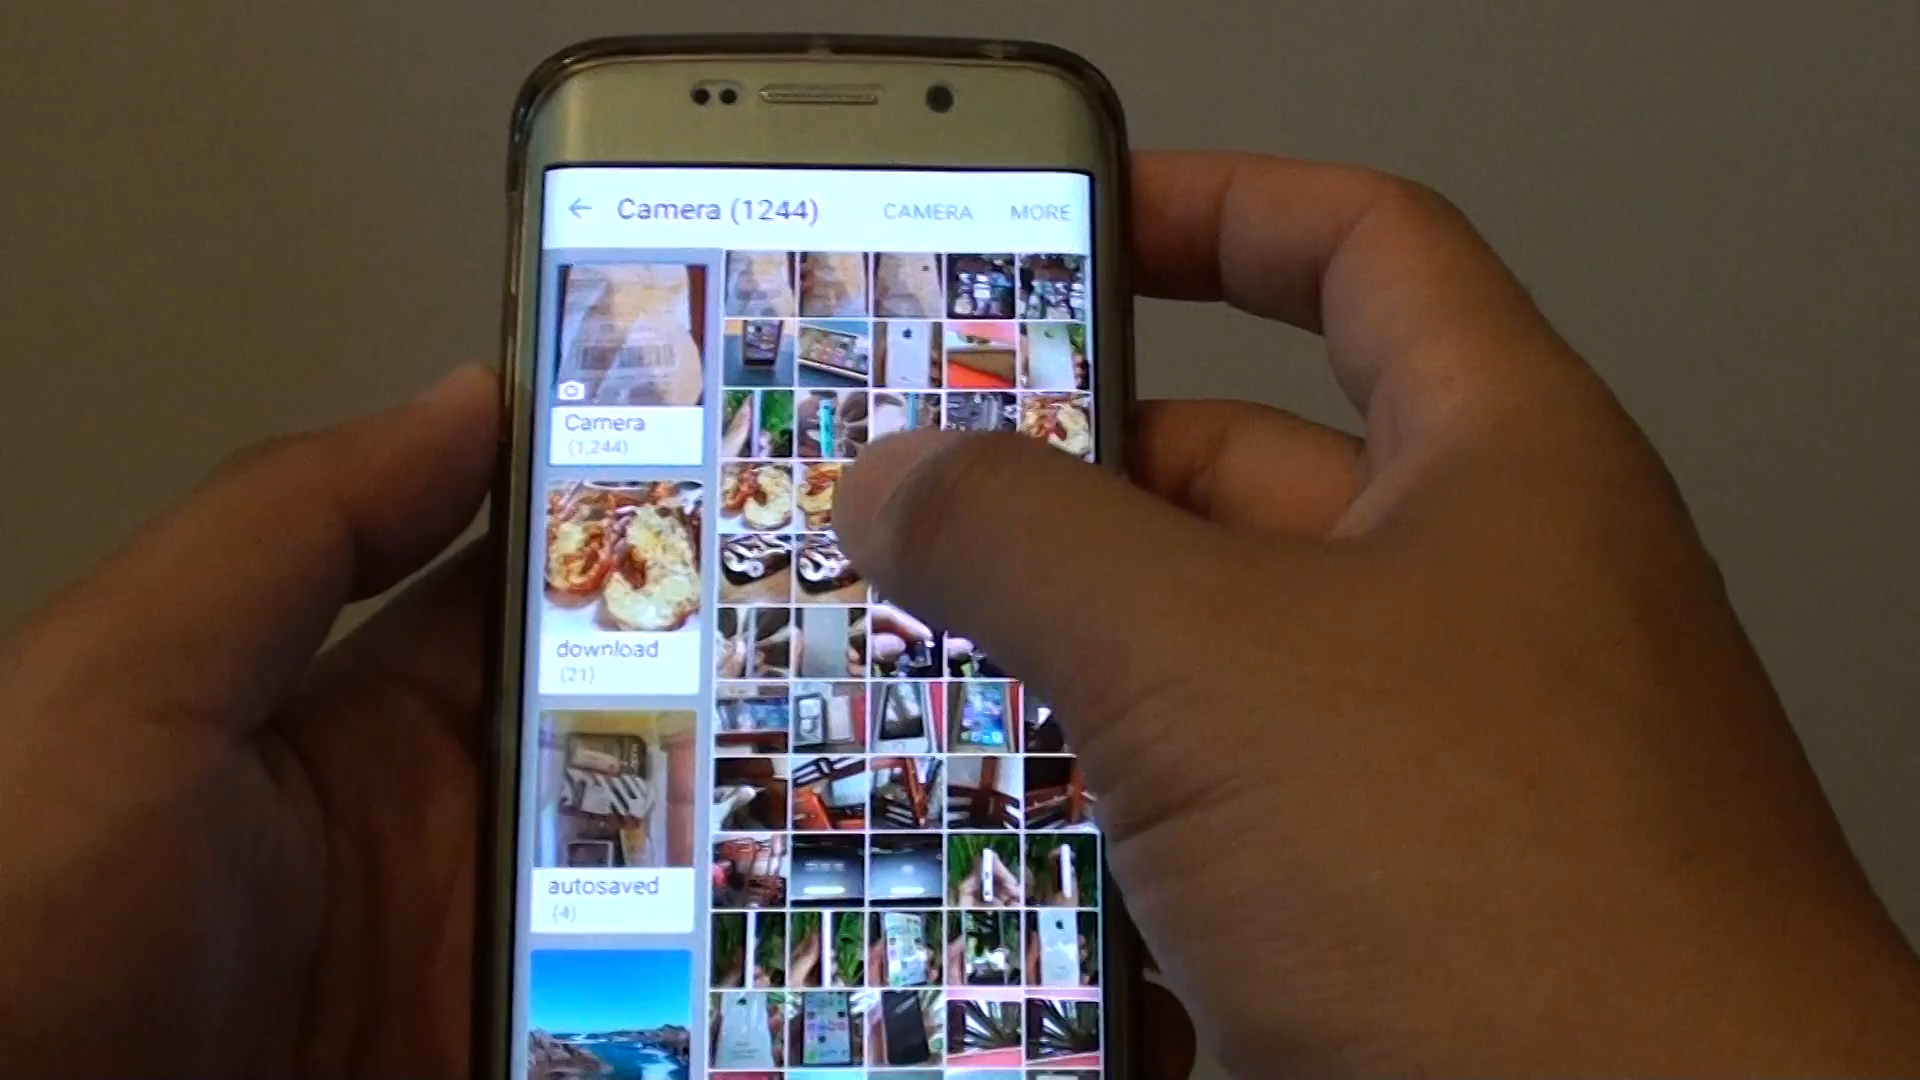 Camera (1244) CAMERA MORE
Camera
(1,244)
download
(21)
autosaved
(4)